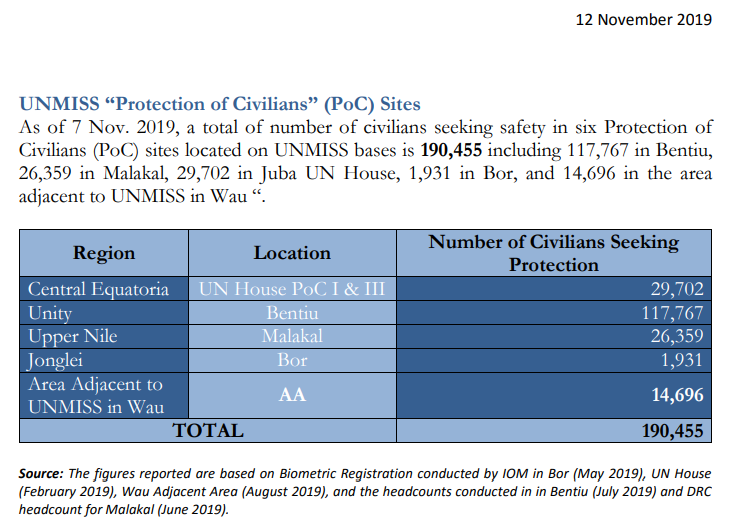 12 November 2019
UNMISS “Protection of Civilians” (PoC) Sites
As of 7 Nov. 2019, a total of number of civilians seeking safety in six Protection of
Civilians (PoC) sites located on UNMISS bases is 190,455 including 117,767 in Bentiu,
26,359 in Malakal, 29,702 in Juba UN House, 1,931 in Bor, and 14,696 in the area
adjacent to UNMISS in Wau “.
Region Location Number of Civilians Seeking
Protection
Central Equatoria UN House PoC I & III 29,702
Unity Bentiu 117,767
Upper Nile Malakal 26,359
Jonglei Bor 1,931
Area Adjacent to
UNMISS in Wau AA 14,696
TOTAL 190,455
Source: The figures reported are based on Biometric Registration conducted by IOM in Bor (May 2019), UN House
(February 2019), Wau Adjacent Area (August 2019), and the headcounts conducted in in Bentiu (July 2019) and DRC
headcount for Malakal (June 2019).